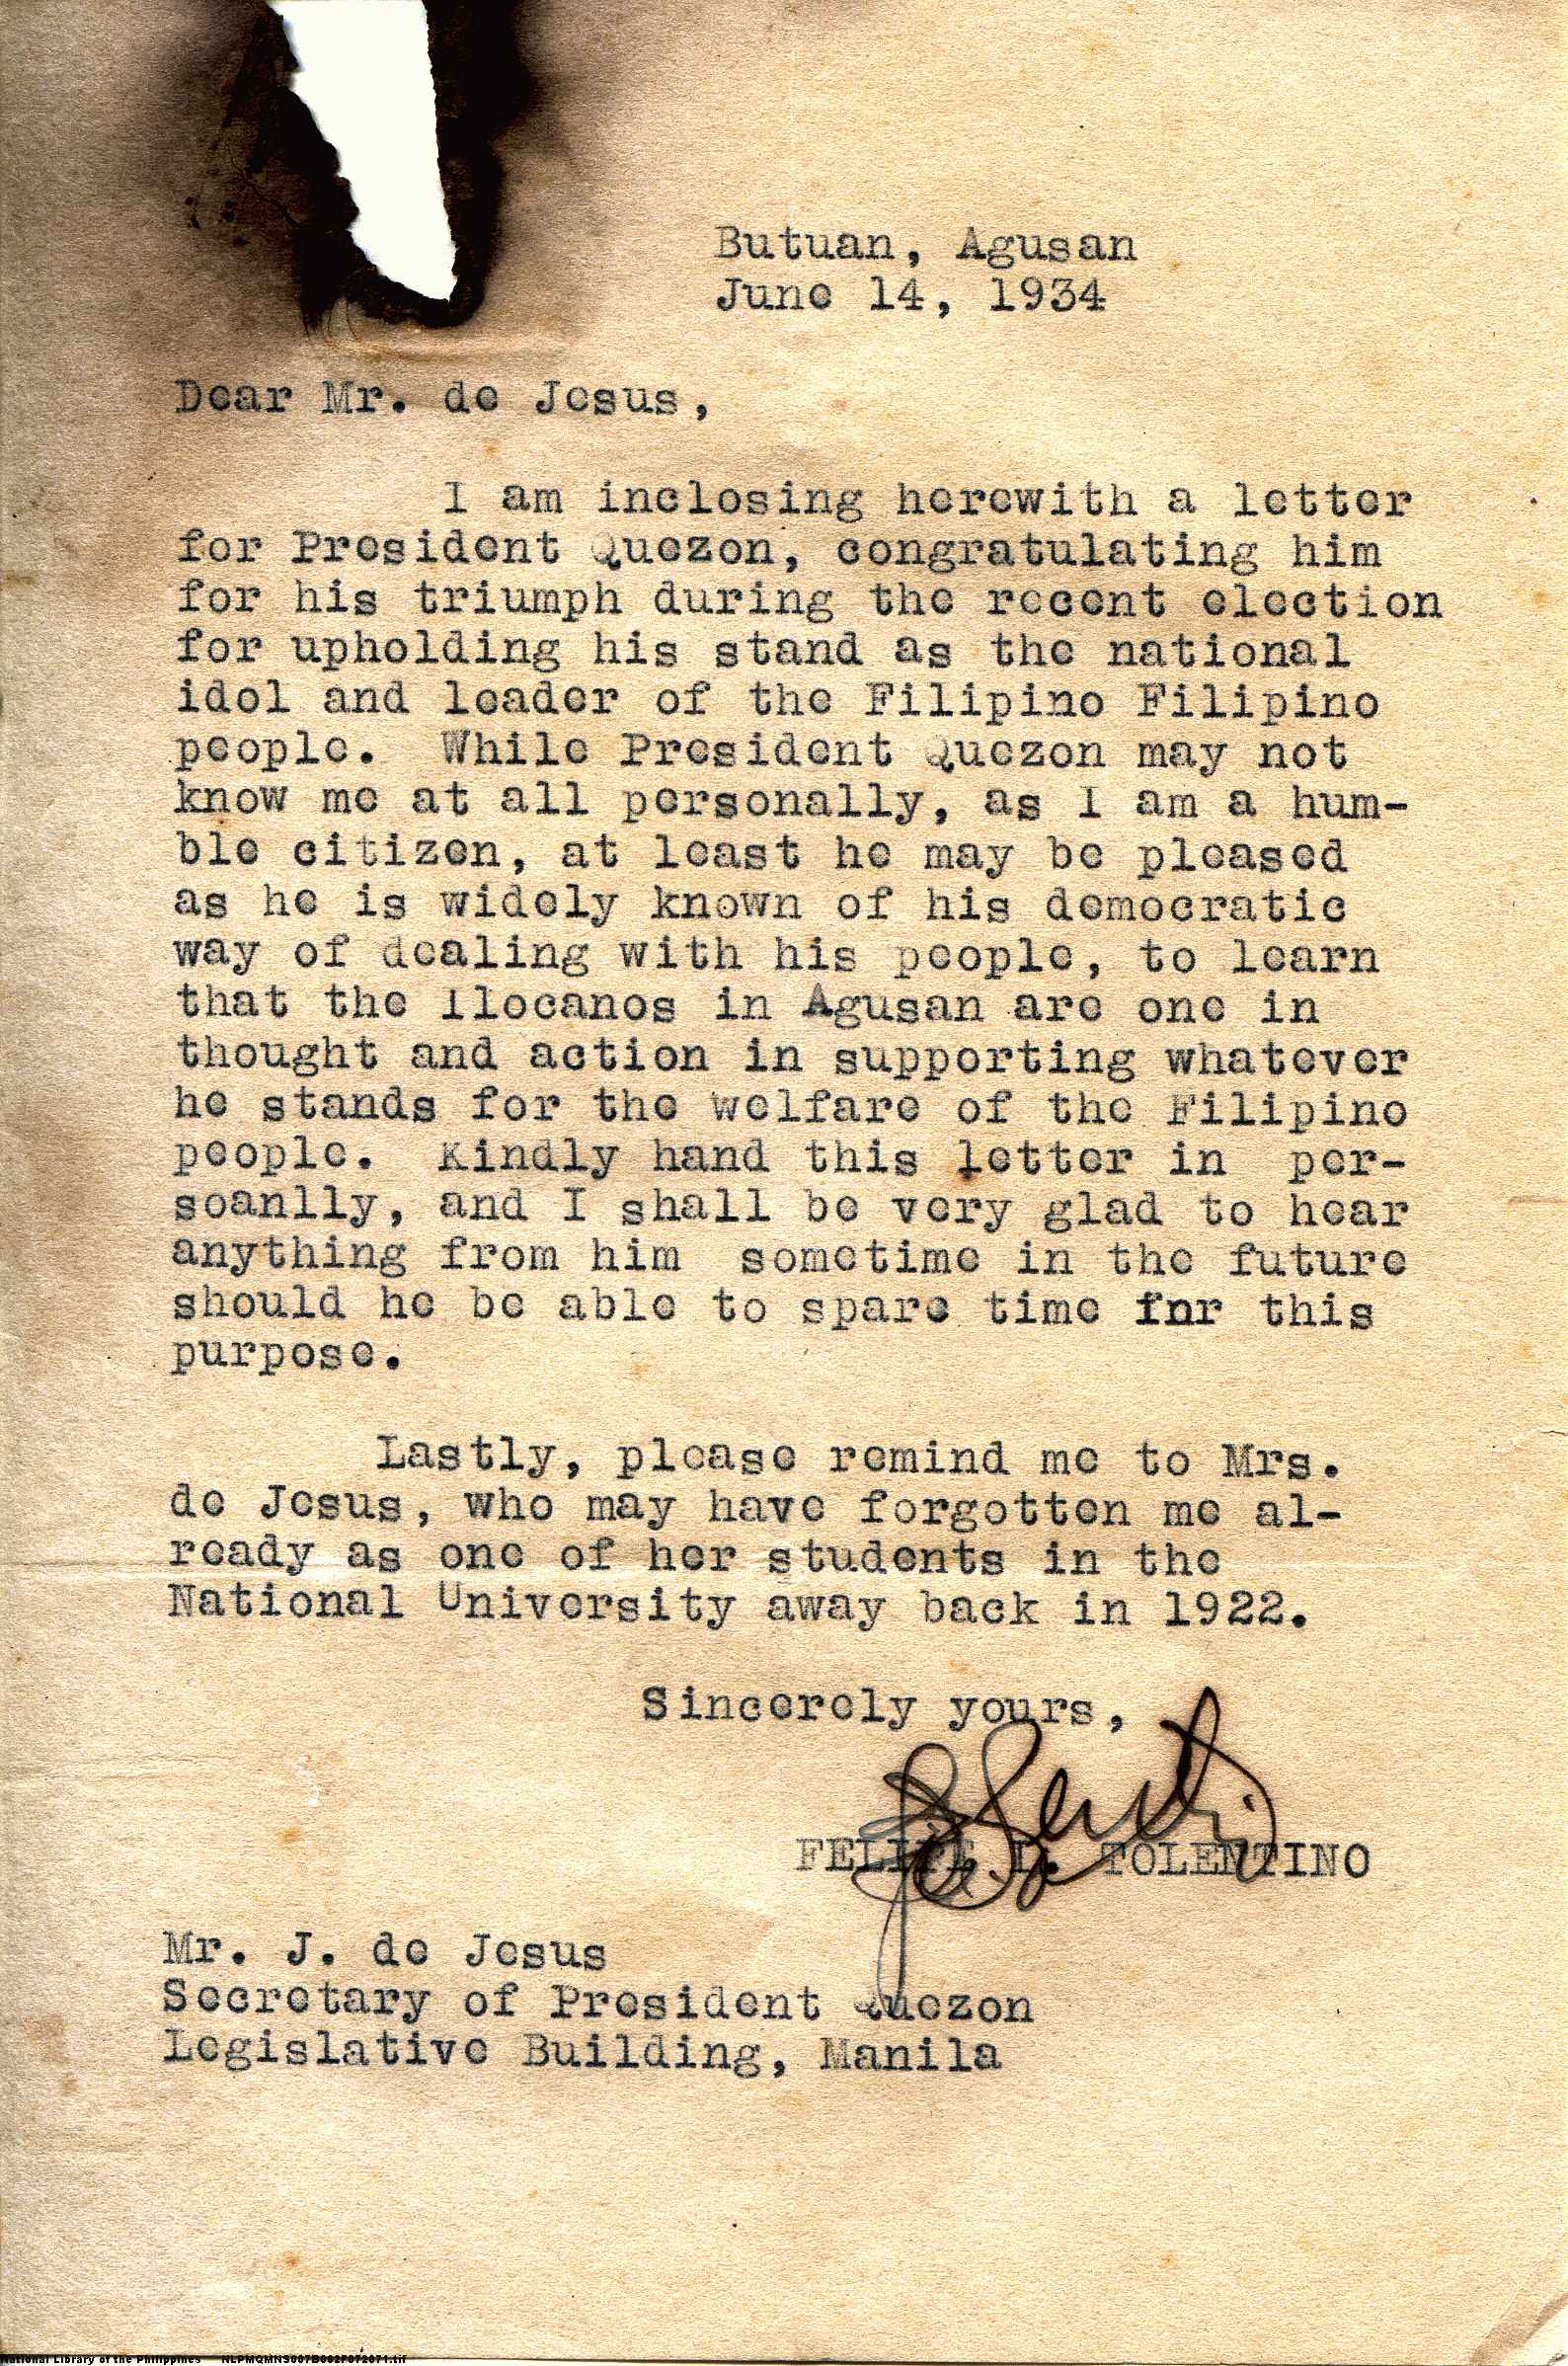 Butuan, Agusan
June 14, 1934
Dear Mr. de Jesus,
I am inclosing herewith a letter
for President Quezon, congratulating him
for his triumph during the recent election
for upholding his stand as the national
idol and leader of the Filipino Filipino
people. While President Quezon may not
know me at all personally, as I am a hum-
ble citizen, at least he may be pleased
as he is widely known of his democratic
way of dealing with his people, to learn
that the Ilocanos in Agusan are one in
thought and action in supporting whatever
he stands for the welfare of the Filipino
people. Kindly hand this letter in per-
soanlly, and I shall be very glad to hear
anything from him sometime in the future
should he be able to spare time fnr this
purpose.
Lastly, please remind me to Mrs.
de Jesus, who may have forgotten me al-
ready as one of her students in the
National University away back in 1922.
Sincerely yours,
FELIPE TOLENTINO
Mr. J. de Jesus
Secretary of President Quezon
Legislative Building, Manila
National Library of the Philippines NLPMQMNS007B002F072071.tif